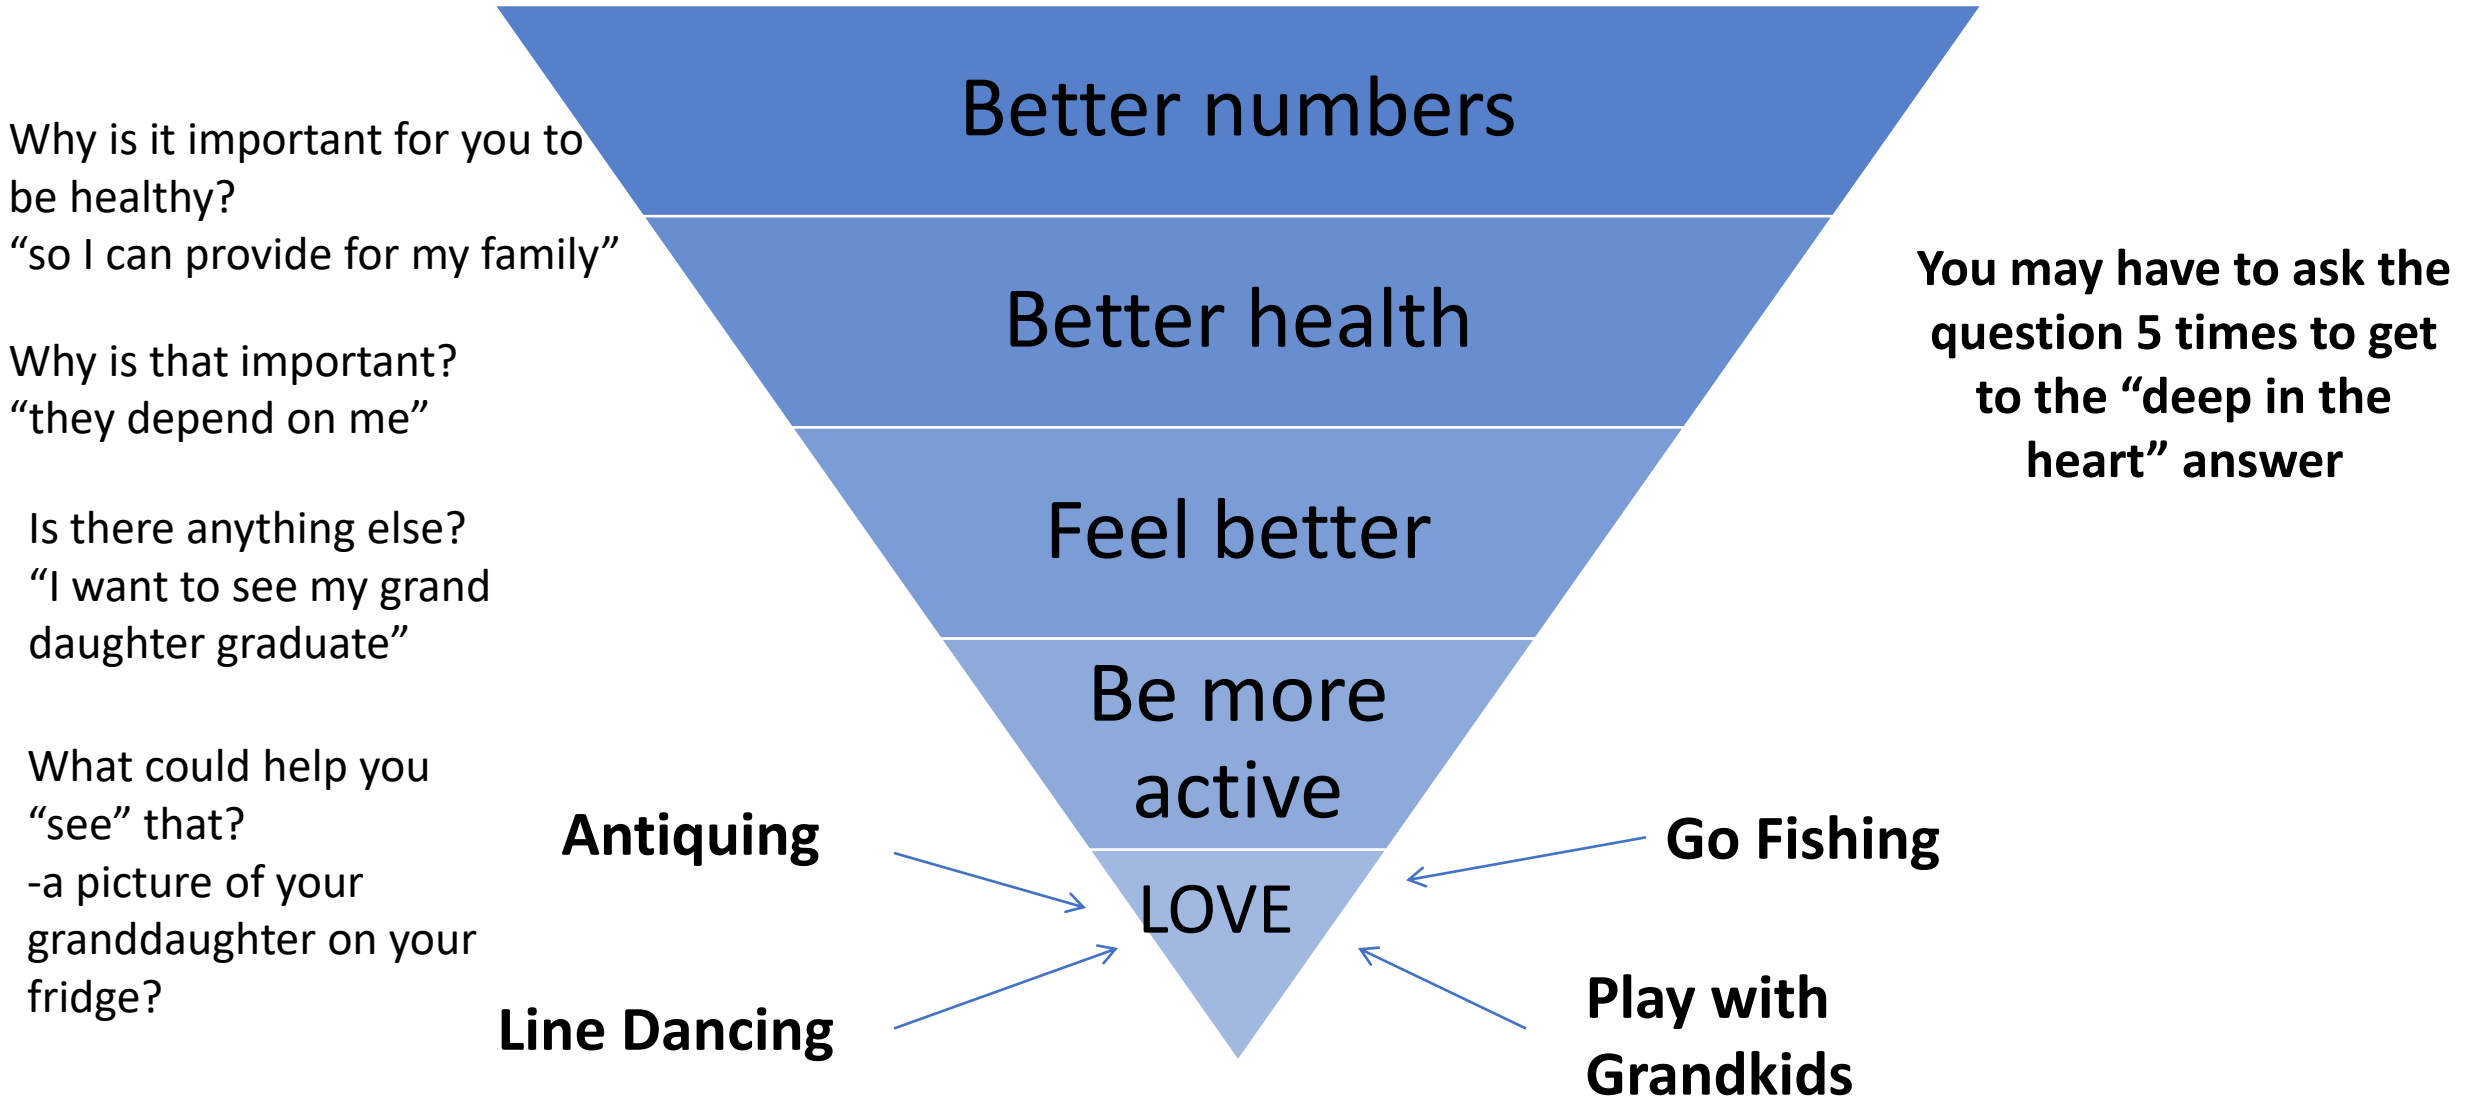 Better numbers
Why is it important for you to
be healthy?
“so I can provide for my family”
Better health
You may have to ask the
question 5 times to get
to the “deep in the
heart” answer
Why is that important?
“they depend on me”
Feel better
Is there anything else?
“I want to see my grand
daughter graduate”
Be more
active
What could help you
“see” that?
-a picture of your
granddaughter on your
fridge?
Antiquing
Go Fishing
LOVE
Line Dancing
Play with
Grandkids